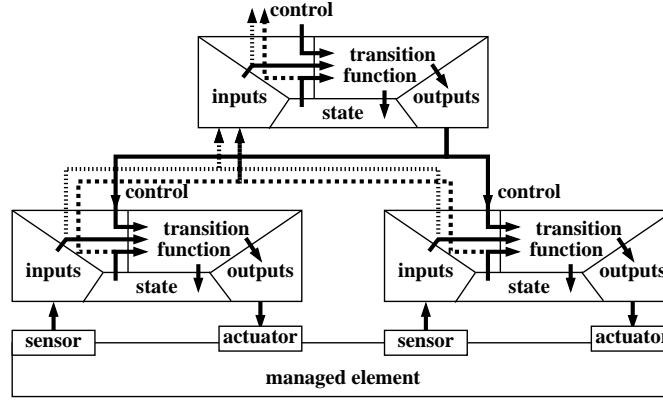 control
transition
function
inputs
outputs
state
control
control
transition
function
inputs
outputs
state
transition
function
inputs
outputs
state
sensor
actuator
sensor
actuator
managed element